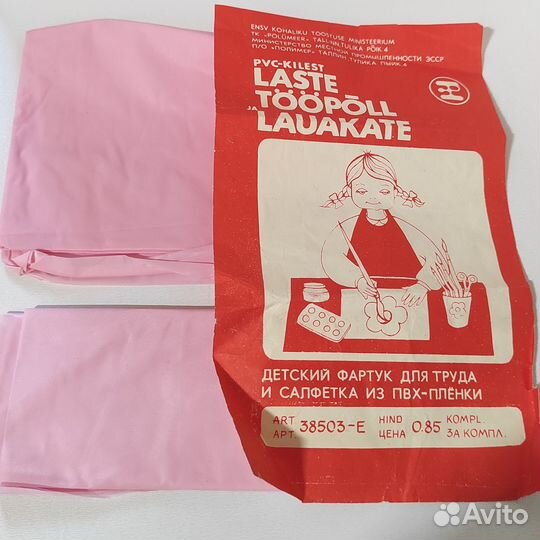 ENSV KOHALIKU TÖÖSTUSE MINISTEERIUM
TK «POLÜMEER» TALLINN, TULIKA PÕIK 4
МИНИСТЕРСТВО МЕСТНОЙ ПРОМЫШЛЕННОСТИ ЭССР
П/О «ПОЛИМЕР» ТАЛЛИН ТУЛИКА ПЫЙК 4
PVC-KILEST
LASTE
TÖÖPÕLL
JA LAUAKATE
ДЕТСКИЙ ФАРТУК ДЛЯ ТРУДА
И САЛФЕТКА ИЗ ПВХ-ПЛЁНКИ
ART. 38503-E HIND 0.85 KOMPL.
АРТ. ЦЕНА ЗА КОМПЛ.
Avito